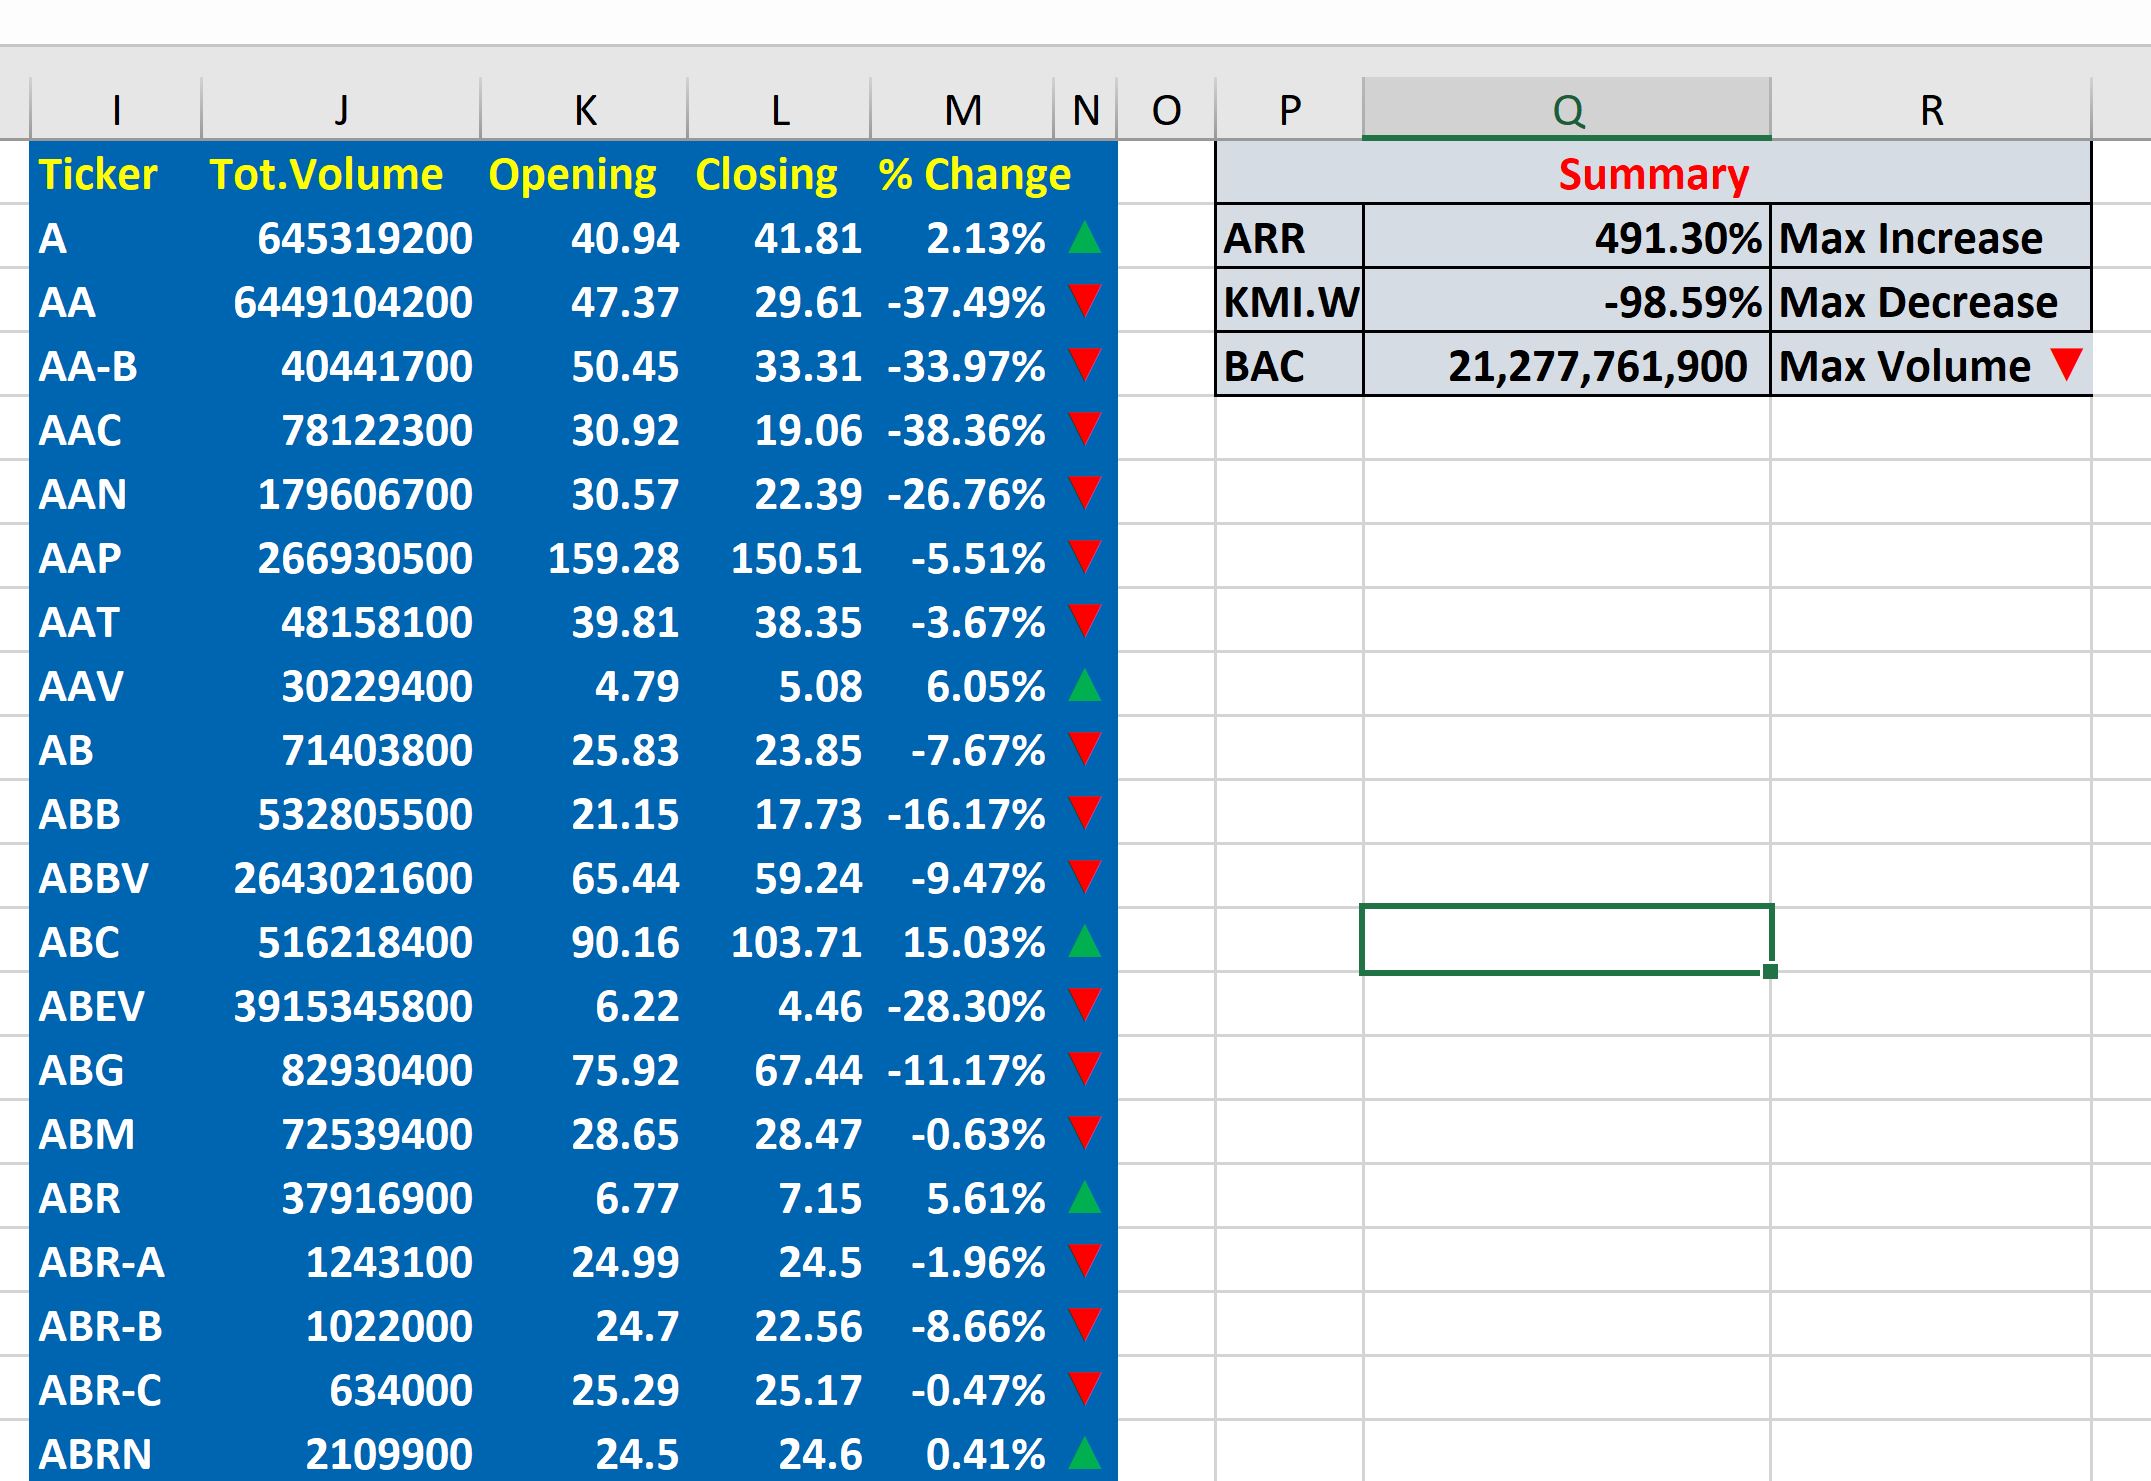 I J K L M N O P Q R
Ticker Tot.Volume Opening Closing % Change Summary
A 645319200 40.94 41.81 2.13% ▲ ARR 491.30% Max Increase
AA 6449104200 47.37 29.61 -37.49% ▼ KMI.W -98.59% Max Decrease
AA-B 40441700 50.45 33.31 -33.97% ▼ BAC 21,277,761,900 Max Volume ▼
AAC 78122300 30.92 19.06 -38.36% ▼
AAN 179606700 30.57 22.39 -26.76% ▼
AAP 266930500 159.28 150.51 -5.51% ▼
AAT 48158100 39.81 38.35 -3.67% ▼
AAV 30229400 4.79 5.08 6.05% ▲
AB 71403800 25.83 23.85 -7.67% ▼
ABB 532805500 21.15 17.73 -16.17% ▼
ABBV 2643021600 65.44 59.24 -9.47% ▼
ABC 516218400 90.16 103.71 15.03% ▲
ABEV 3915345800 6.22 4.46 -28.30% ▼
ABG 82930400 75.92 67.44 -11.17% ▼
ABM 72539400 28.65 28.47 -0.63% ▼
ABR 37916900 6.77 7.15 5.61% ▲
ABR-A 1243100 24.99 24.5 -1.96% ▼
ABR-B 1022000 24.7 22.56 -8.66% ▼
ABR-C 634000 25.29 25.17 -0.47% ▼
ABRN 2109900 24.5 24.6 0.41% ▲